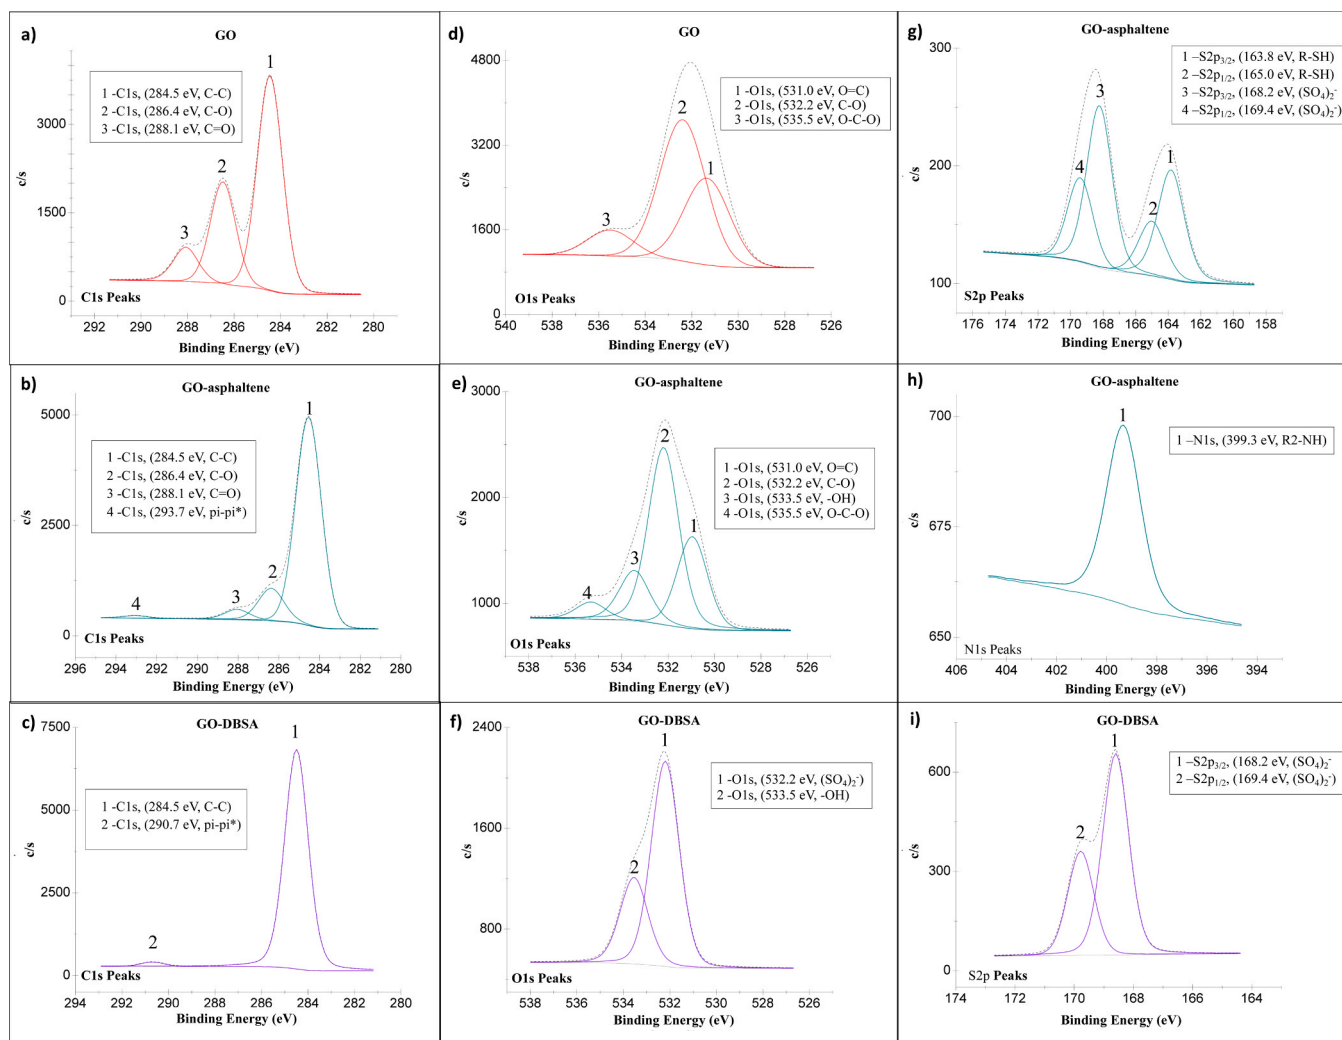 a)
GO
1
1 -C1s, (284.5 eV, C-C)
2 -C1s, (286.4 eV, C-O)
3 -C1s, (288.1 eV, C=O)
2
3
c/s
3000
1500
0
C1s Peaks
292 290 288 286 284 282 280
Binding Energy (eV)
d)
GO
4800
1 -O1s, (531.0 eV, O=C)
2 -O1s, (532.2 eV, C-O)
3 -O1s, (535.5 eV, O-C-O)
2
1
3
c/s
3200
1600
0
O1s Peaks
540 535 532 530 528 526
Binding Energy (eV)
g)
GO-asphaltene
300
1 –S2p3/2, (163.8 eV, R-SH)
2 –S2p1/2, (165.0 eV, R-SH)
3 –S2p3/2, (168.2 eV, (SO4)2-
4 –S2p1/2, (169.4 eV, (SO4)2-)
3
1
4
2
c/s
200
100
S2p Peaks
176 174 172 170 168 166 164 162 160 158
Binding Energy (eV)
b)
GO-asphaltene
1
5000
1 -C1s, (284.5 eV, C-C)
2 -C1s, (286.4 eV, C-O)
3 -C1s, (288.1 eV, C=O)
4 -C1s, (293.7 eV, pi-pi*)
2
3
4
c/s
2500
0
C1s Peaks
296 294 292 290 288 286 284 282 280
Binding Energy (eV)
e)
GO-asphaltene
3000
2
1 -O1s, (531.0 eV, O=C)
2 -O1s, (532.2 eV, C-O)
3 -O1s, (533.5 eV, -OH)
4 -O1s, (535.5 eV, O-C-O)
1
3
4
c/s
2000
1000
O1s Peaks
538 535 533 530 528 526
Binding Energy (eV)
h)
GO-asphaltene
700
1
1 –N1s, (399.3 eV, R2-NH)
c/s
675
650
N1s Peaks
406 404 402 400 398 396 394
Binding Energy (eV)
c)
GO-DBSA
7500
1
1 -C1s, (284.5 eV, C-C)
2 -C1s, (290.7 eV, pi-pi*)
2
c/s
5000
2500
0
C1s Peaks
294 292 290 288 286 284 282 280
Binding Energy (eV)
f)
GO-DBSA
2400
1
1 -O1s, (532.2 eV, (SO4)2-)
2 -O1s, (533.5 eV, -OH)
2
c/s
1600
800
O1s Peaks
538 535 533 530 528 526
Binding Energy (eV)
i)
GO-DBSA
1
1 –S2p3/2, (168.2 eV, (SO4)2-
2 –S2p1/2, (169.4 eV, (SO4)2-)
2
c/s
600
300
0
S2p Peaks
174 172 170 168 166 164
Binding Energy (eV)